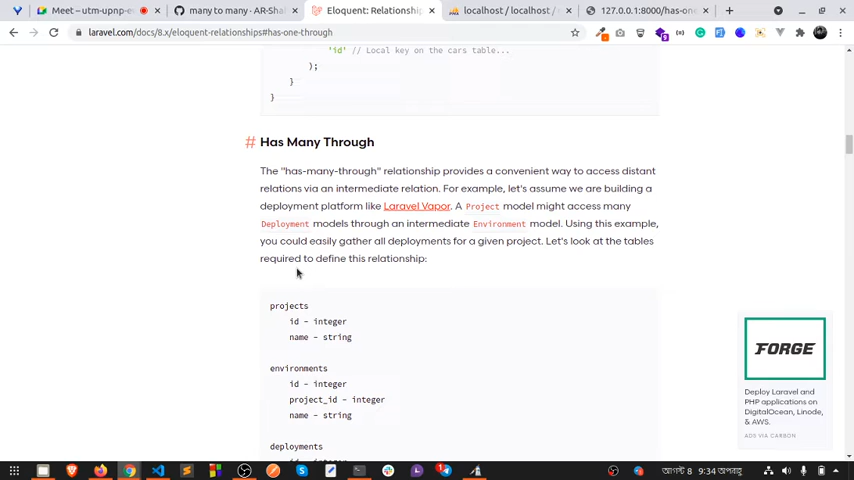 Meet – utm-upnp-e
many to many · AR-Sha
Eloquent: Relationship
localhost / localhost /
127.0.0.1:8000/has-one
laravel.com/docs/8.x/eloquent-relationships#has-one-through
'id' // Local key on the cars table...
);
}
}
# Has Many Through
The "has-many-through" relationship provides a convenient way to access distant
relations via an intermediate relation. For example, let's assume we are building a
deployment platform like Laravel Vapor. A Project model might access many
Deployment models through an intermediate Environment model. Using this example,
you could easily gather all deployments for a given project. Let's look at the tables
required to define this relationship:
projects
id - integer
name - string
environments
id - integer
project_id - integer
name - string
deployments
FORGE
Deploy Laravel and
PHP applications on
DigitalOcean, Linode,
& AWS.
ADS VIA CARBON
আগস্ট 8 9:34 অপরাহ্ণ